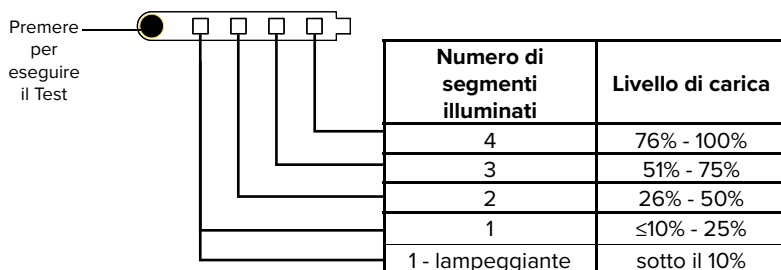 Premere
per
eseguire
il Test
Numero di
segmenti
illuminati
Livello di carica
4
76% - 100%
3
51% - 75%
2
26% - 50%
1
≤10% - 25%
1 - lampeggiante
sotto il 10%